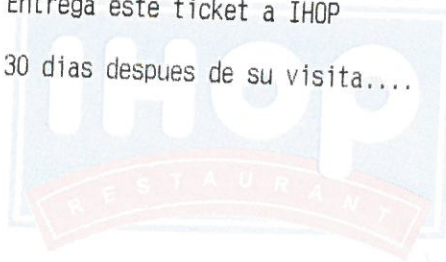 Entrega este ticket a IHOP
30 dias despues de su visita....
IHOP
RESTAURANT